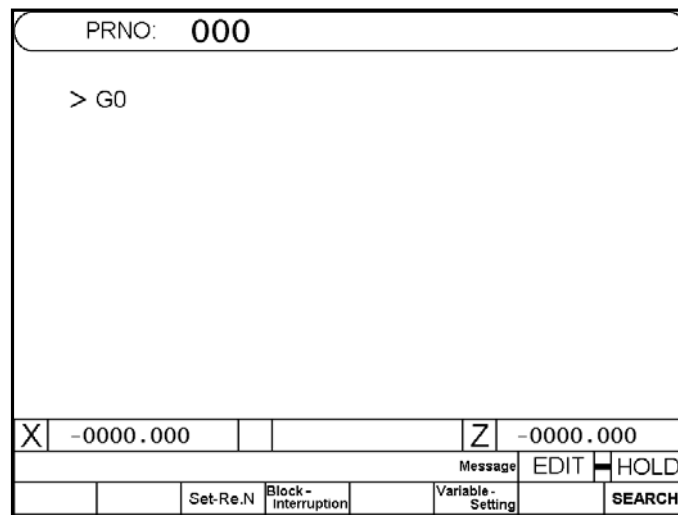 PRNO: 000
> G0
X -0000.000 Z -0000.000
Message EDIT HOLD
Set-Re.N Block-Interruption Variable-Setting SEARCH